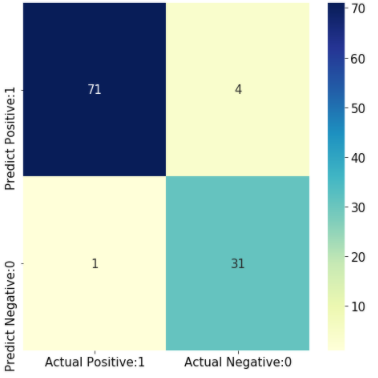 Predict Positive:1
71
4
Predict Negative:0
1
31
Actual Positive:1
Actual Negative:0
70
60
50
40
30
20
10